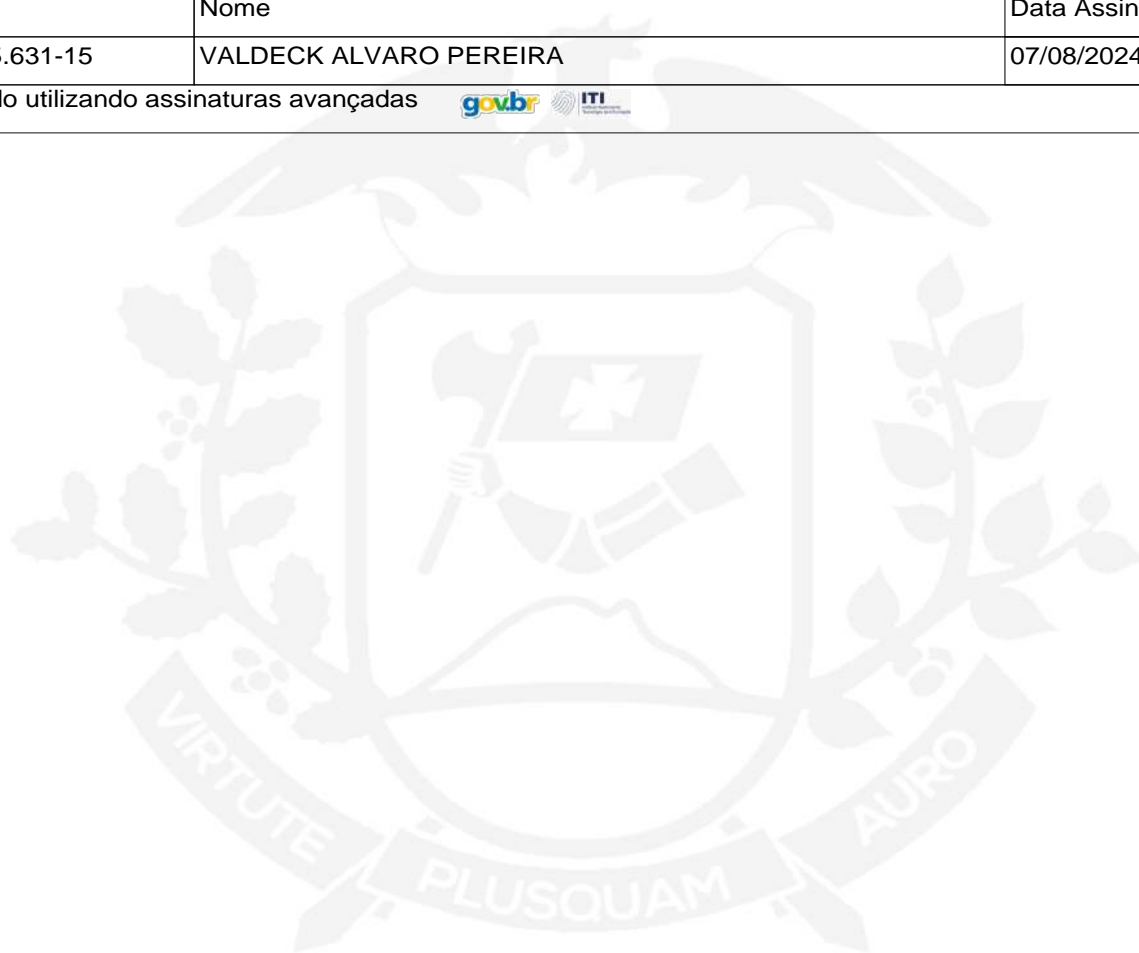 Nome Data Assin
.631-15 VALDECK ALVARO PEREIRA 07/08/2024
do utilizando assinaturas avançadas gov.br ITI
VIRTUTE PLUSQUAM AURO